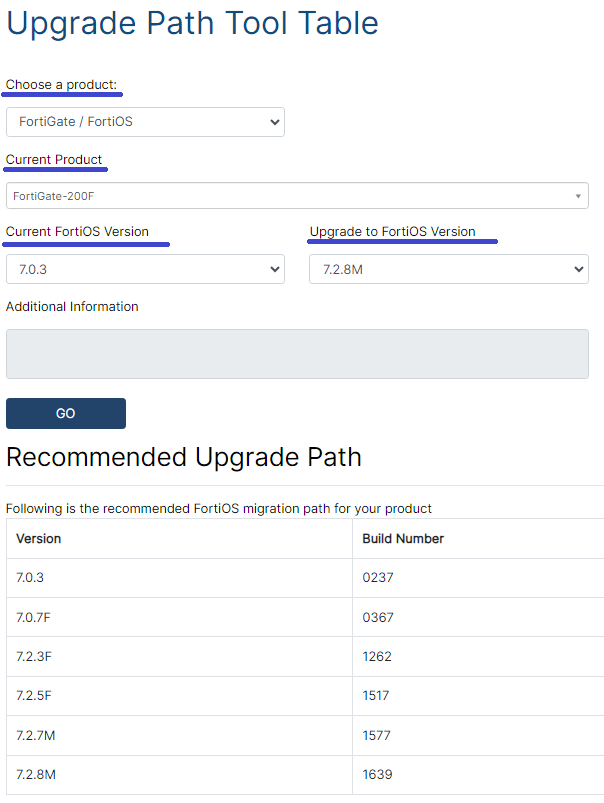 Upgrade Path Tool Table
Choose a product:
FortiGate / FortiOS
Current Product
FortiGate-200F
Current FortiOS Version Upgrade to FortiOS Version
7.0.3 7.2.8M
Additional Information
GO
Recommended Upgrade Path
Following is the recommended FortiOS migration path for your product
Version Build Number
7.0.3 0237
7.0.7F 0367
7.2.3F 1262
7.2.5F 1517
7.2.7M 1577
7.2.8M 1639